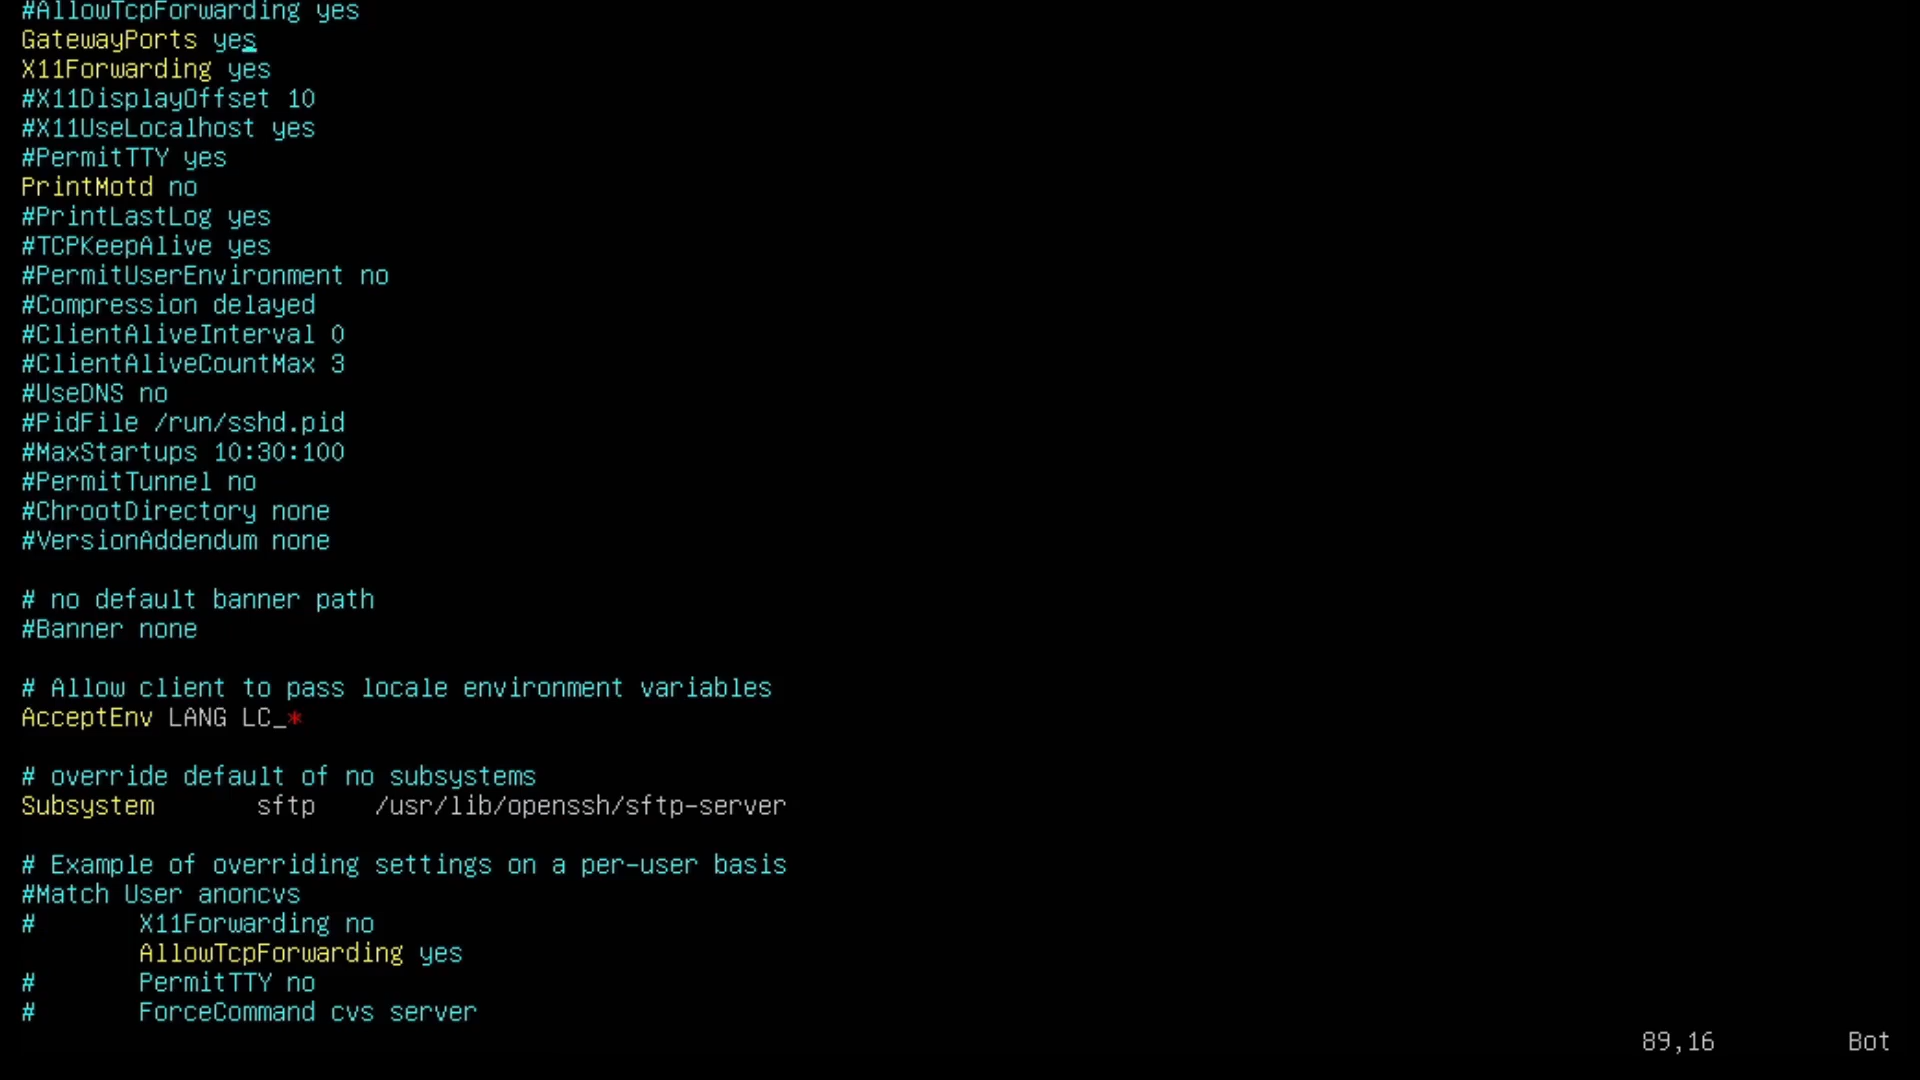 #AllowTcpForwarding yes
GatewayPorts yes
X11Forwarding yes
#X11DisplayOffset 10
#X11UseLocalhost yes
#PermitTTY yes
PrintMotd no
#PrintLastLog yes
#TCPKeepAlive yes
#PermitUserEnvironment no
#Compression delayed
#ClientAliveInterval 0
#ClientAliveCountMax 3
#UseDNS no
#PidFile /run/sshd.pid
#MaxStartups 10:30:100
#PermitTunnel no
#ChrootDirectory none
#VersionAddendum none

# no default banner path
#Banner none

# Allow client to pass locale environment variables
AcceptEnv LANG LC_*

# override default of no subsystems
Subsystem       sftp    /usr/lib/openssh/sftp-server

# Example of overriding settings on a per-user basis
#Match User anoncvs
#       X11Forwarding no
        AllowTcpForwarding yes
#       PermitTTY no
#       ForceCommand cvs server
89,16         Bot